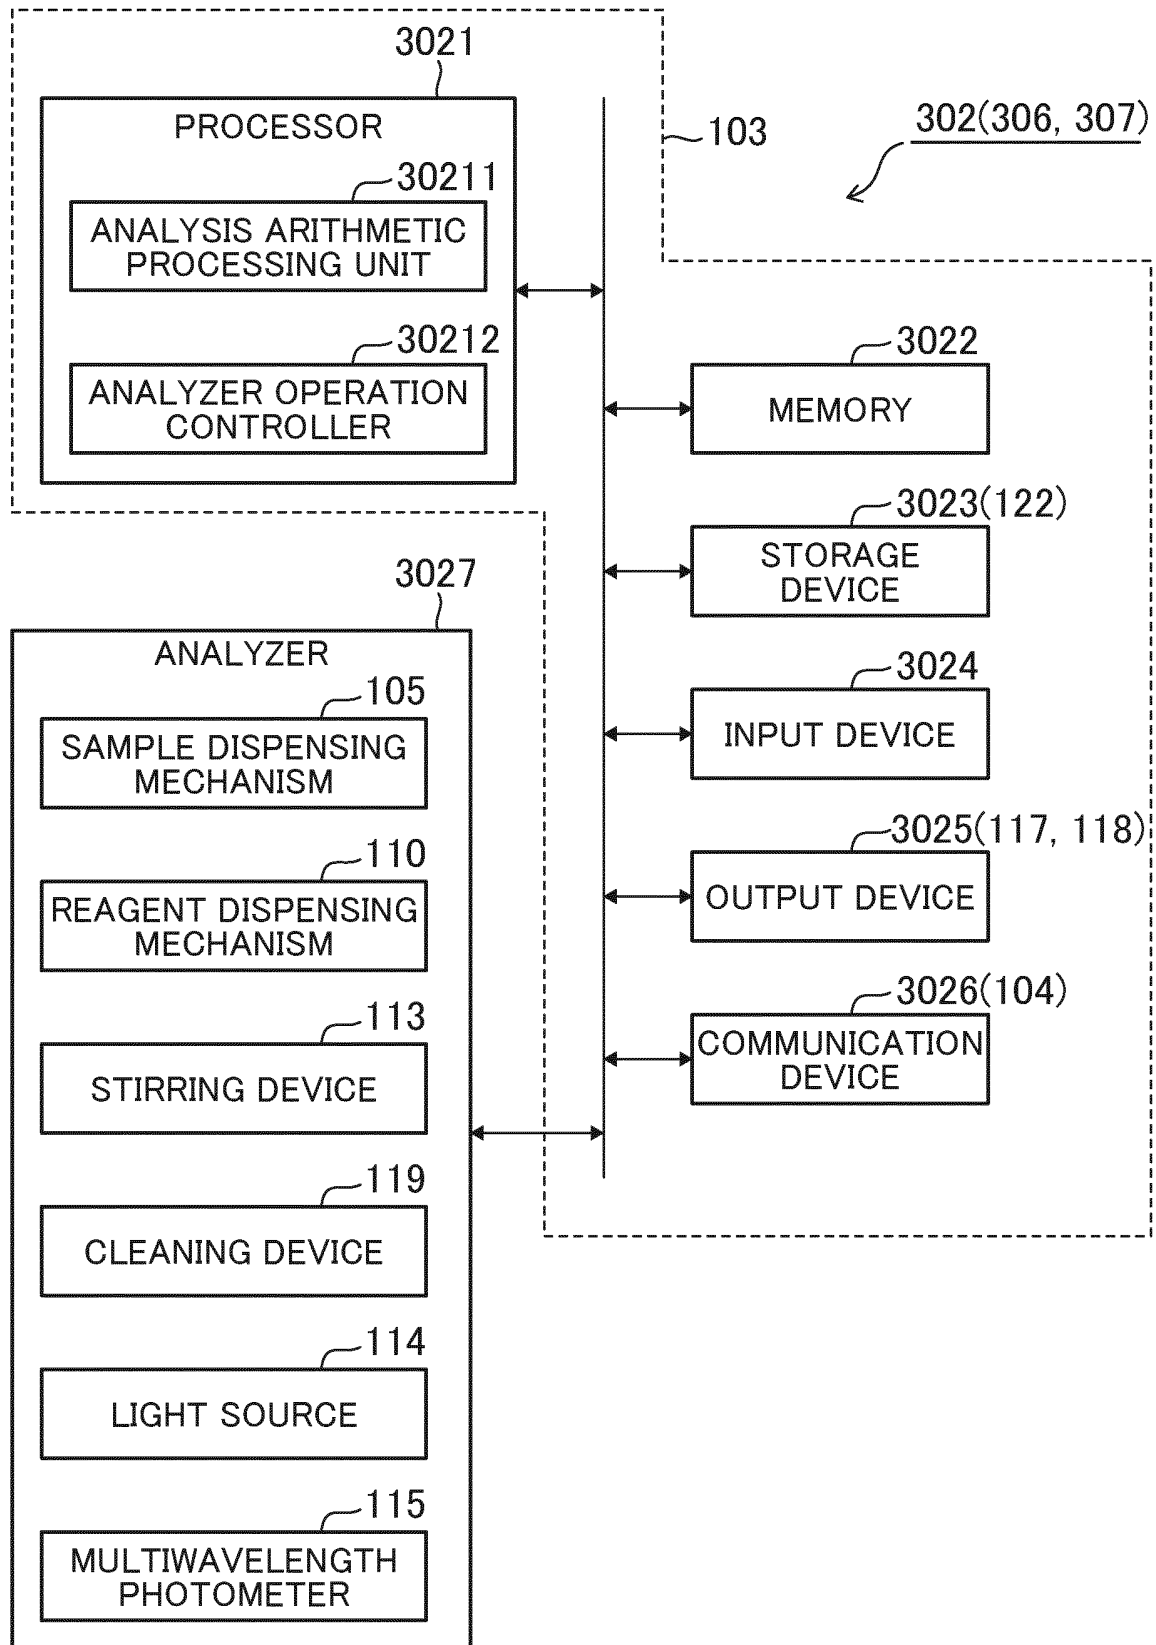 3021
PROCESSOR
30211
ANALYSIS ARITHMETIC
PROCESSING UNIT
30212
ANALYZER OPERATION
CONTROLLER
103
302(306, 307)
3022
MEMORY
3023(122)
STORAGE
DEVICE
3024
INPUT DEVICE
3025(117, 118)
OUTPUT DEVICE
3026(104)
COMMUNICATION
DEVICE
3027
ANALYZER
105
SAMPLE DISPENSING
MECHANISM
110
REAGENT DISPENSING
MECHANISM
113
STIRRING DEVICE
119
CLEANING DEVICE
114
LIGHT SOURCE
115
MULTIWAVELENGTH
PHOTOMETER